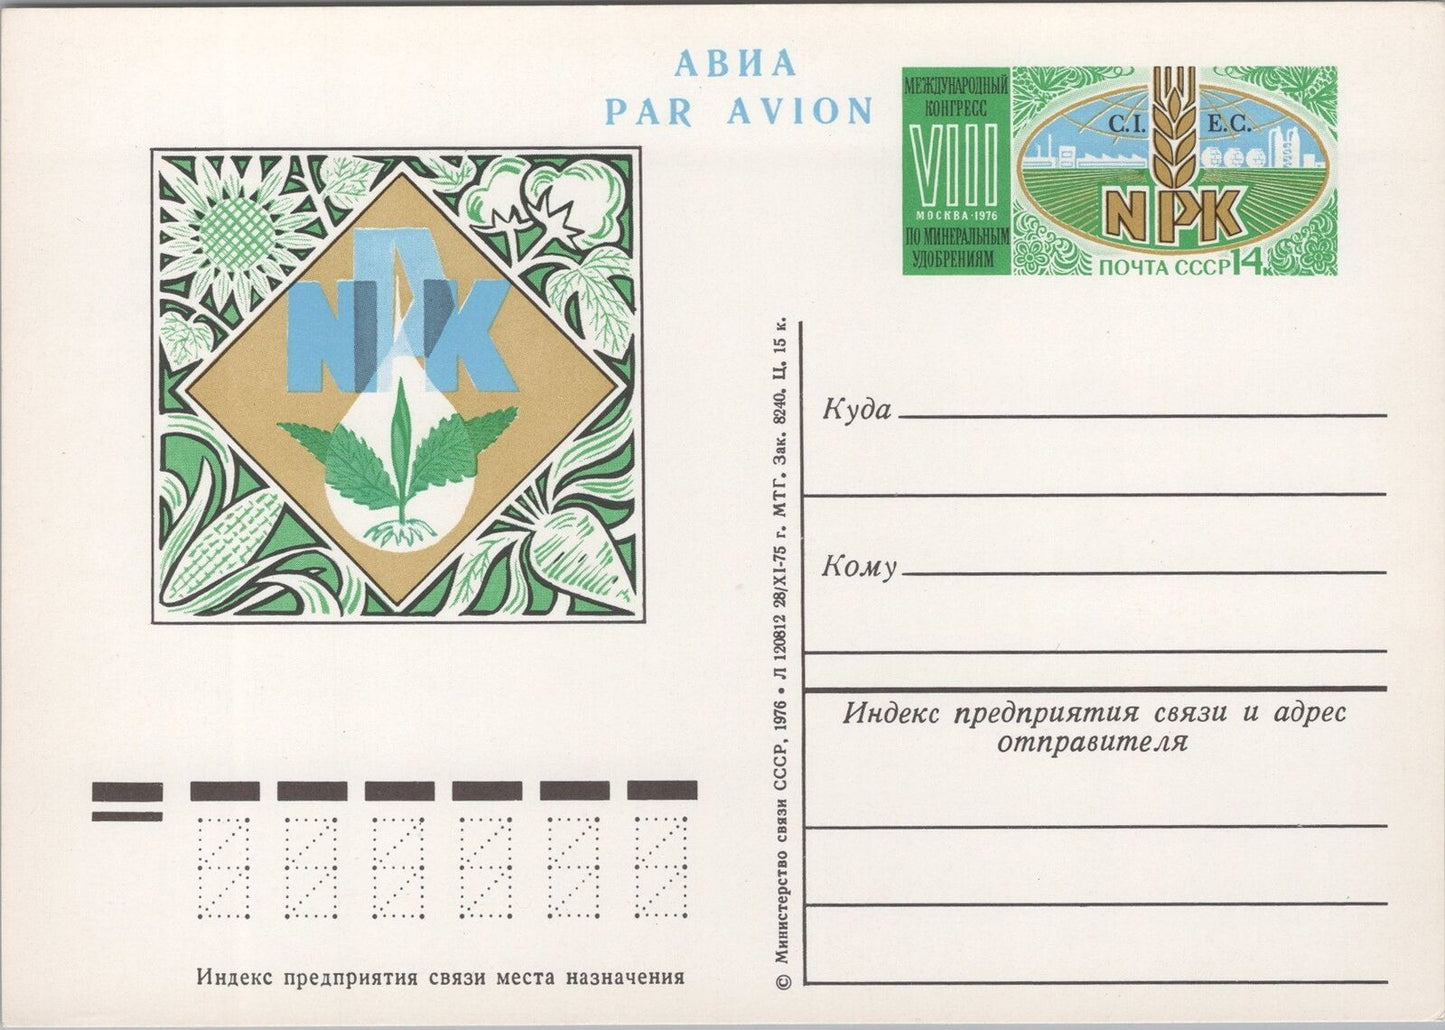 АВИА
PAR AVION
МЕЖДУНАРОДНЫЙ
КОНГРЕСС
VIII
МОСКВА·1976
ПО МИНЕРАЛЬНЫМ
УДОБРЕНИЯМ
C.I. E.C.
NPK
ПОЧТА СССР 14 к.
NPK
Куда
Кому
Индекс предприятия связи и адрес
отправителя
© Министерство связи СССР, 1976 • Л 120812 28/XI-75 г. МТГ. Зак. 8240. Ц. 15 к.
Индекс предприятия связи места назначения